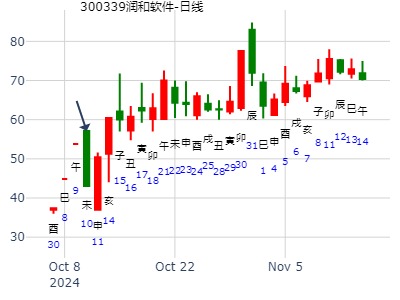 300339润和软件-日线
80
70
60
50
40
30
酉
30
巳
8
午
9
未
10
申
11
亥
14
子
15
丑
16
寅
17
卯
18
午
21
未
22
申
23
酉
24
戌
25
丑
28
寅
29
卯
30
辰
31
巳
1
申
4
酉
5
戌
6
亥
7
子
8
丑
11
辰
12
巳
13
午
14
Oct 8
2024
Oct 22
Nov 5